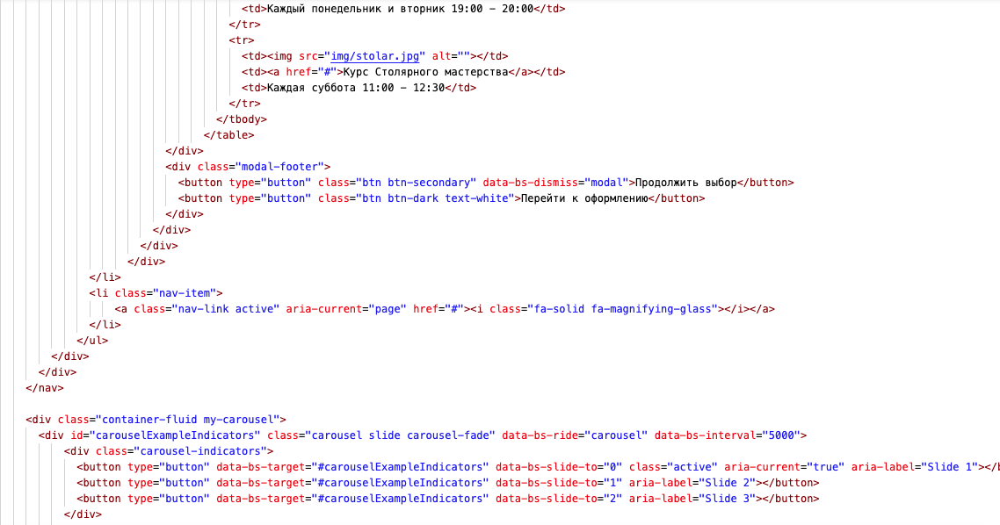 <td>Каждый понедельник и вторник 19:00 – 20:00</td>
</tr>
<tr>
<td><img src="img/stolar.jpg" alt=""></td>
<td><a href="#">Курс Столярного мастерства</a></td>
<td>Каждая суббота 11:00 – 12:30</td>
</tr>
</tbody>
</table>
</div>
<div class="modal-footer">
<button type="button" class="btn btn-secondary" data-bs-dismiss="modal">Продолжить выбор</button>
<button type="button" class="btn btn-dark text-white">Перейти к оформлению</button>
</div>
</div>
</div>
</div>
</li>
<li class="nav-item">
<a class="nav-link active" aria-current="page" href="#"><i class="fa-solid fa-magnifying-glass"></i></a>
</li>
</ul>
</div>
</div>
</nav>
<div class="container-fluid my-carousel">
<div id="carouselExampleIndicators" class="carousel slide carousel-fade" data-bs-ride="carousel" data-bs-interval="5000">
<div class="carousel-indicators">
<button type="button" data-bs-target="#carouselExampleIndicators" data-bs-slide-to="0" class="active" aria-current="true" aria-label="Slide 1"></b
<button type="button" data-bs-target="#carouselExampleIndicators" data-bs-slide-to="1" aria-label="Slide 2"></button>
<button type="button" data-bs-target="#carouselExampleIndicators" data-bs-slide-to="2" aria-label="Slide 3"></button>
</div>